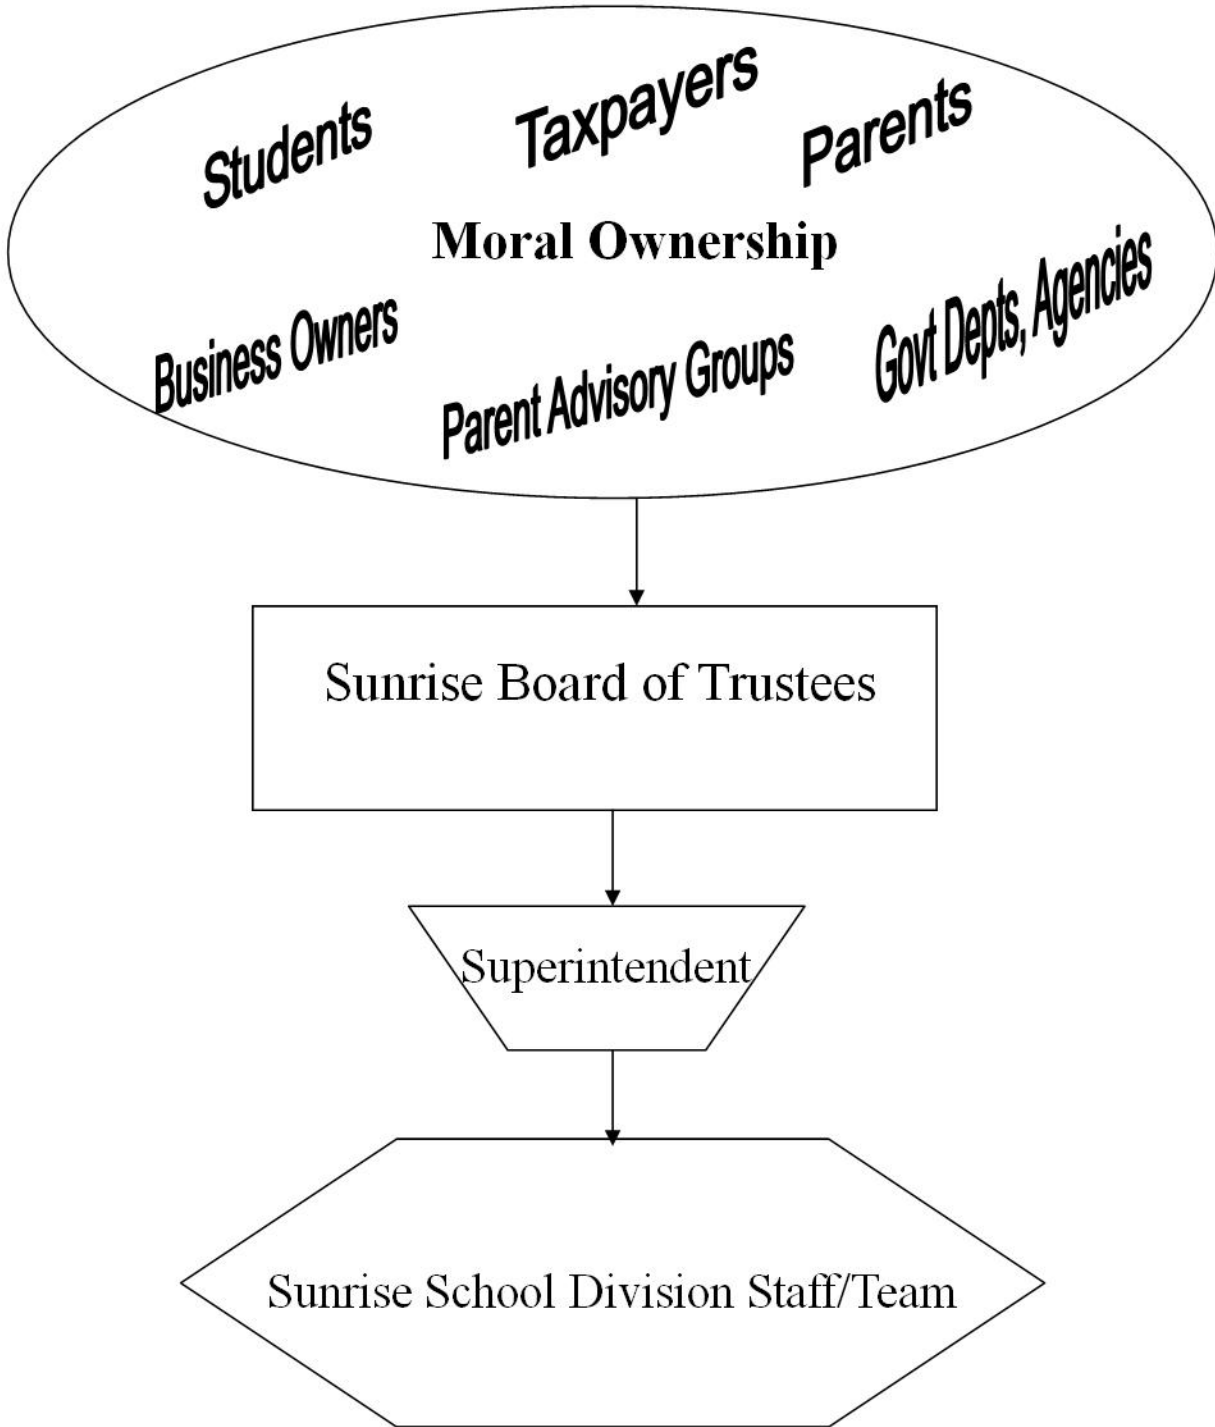 Students
Taxpayers
Parents
Moral Ownership
Business Owners
Parent Advisory Groups
Govt Depts, Agencies
Sunrise Board of Trustees
Superintendent
Sunrise School Division Staff/Team